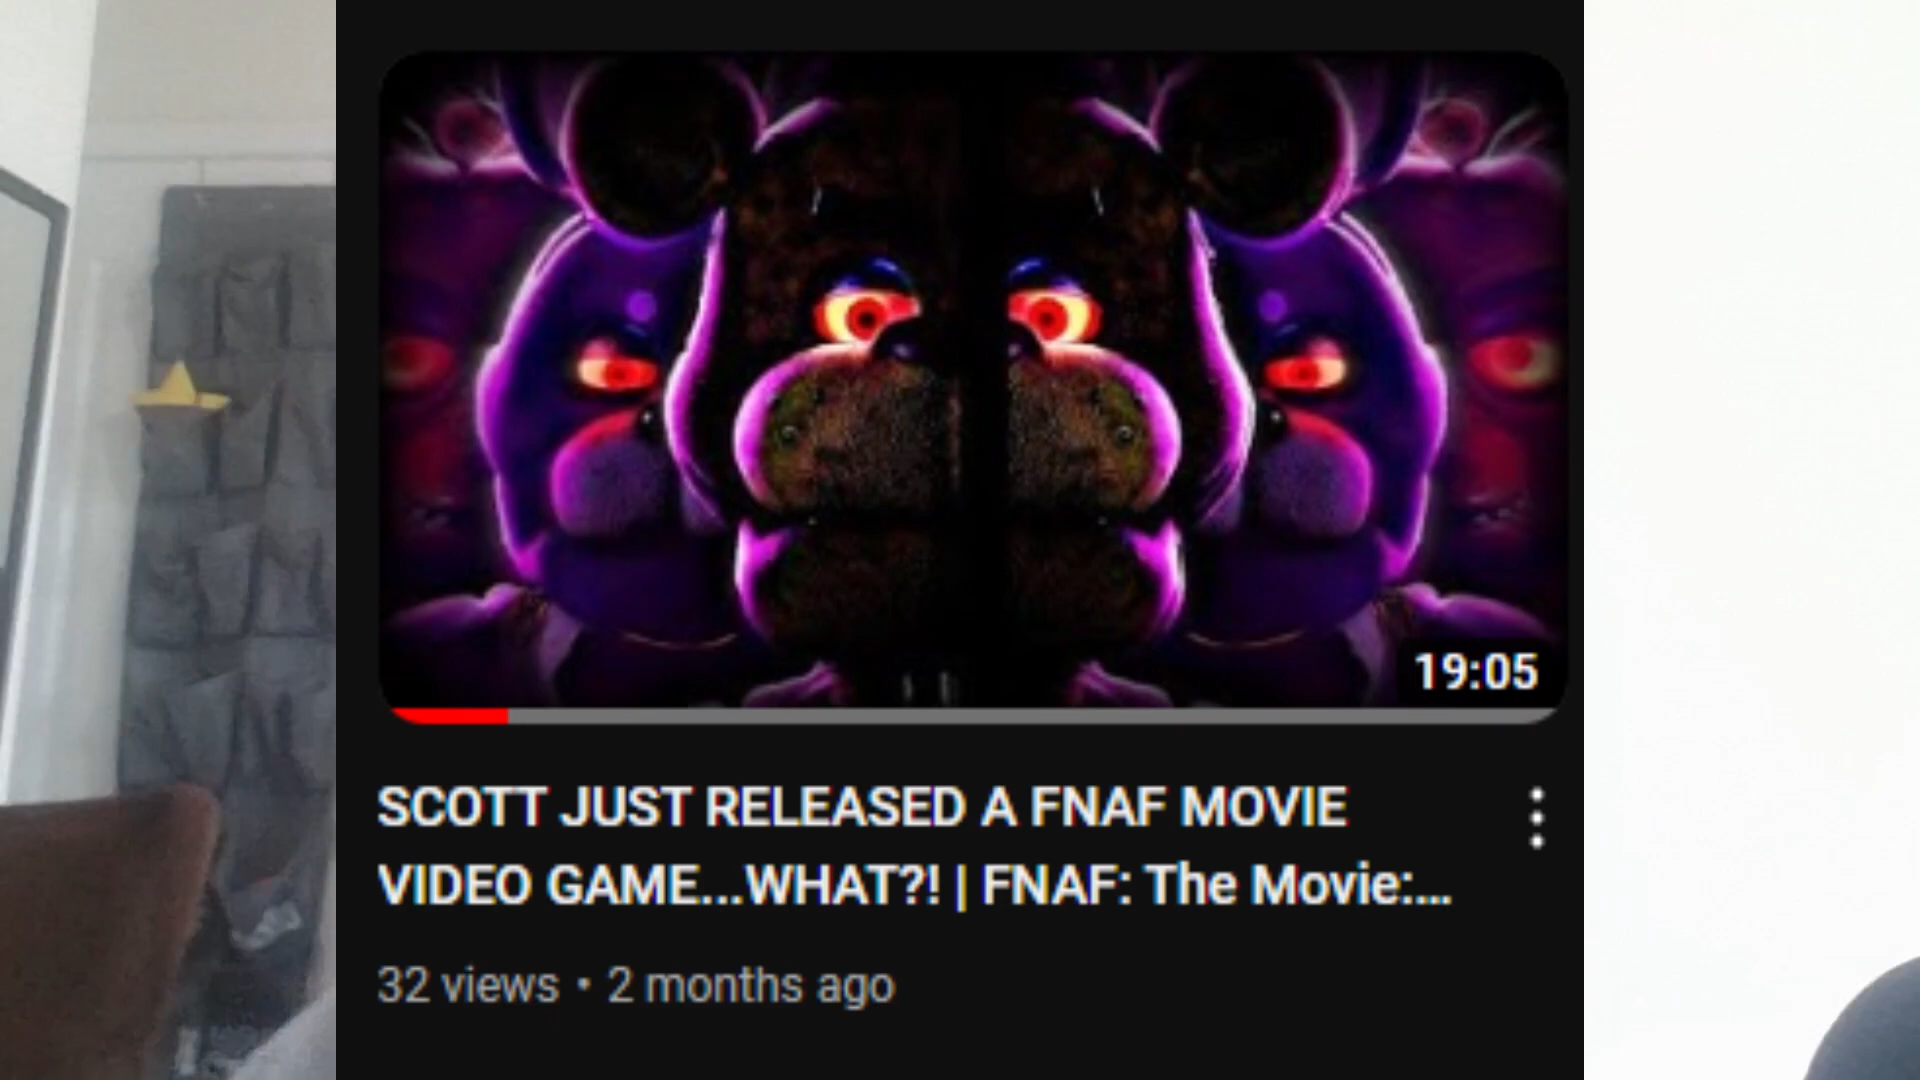 19:05
SCOTT JUST RELEASED A FNAF MOVIE
VIDEO GAME...WHAT?! | FNAF: The Movie:...
32 views • 2 months ago